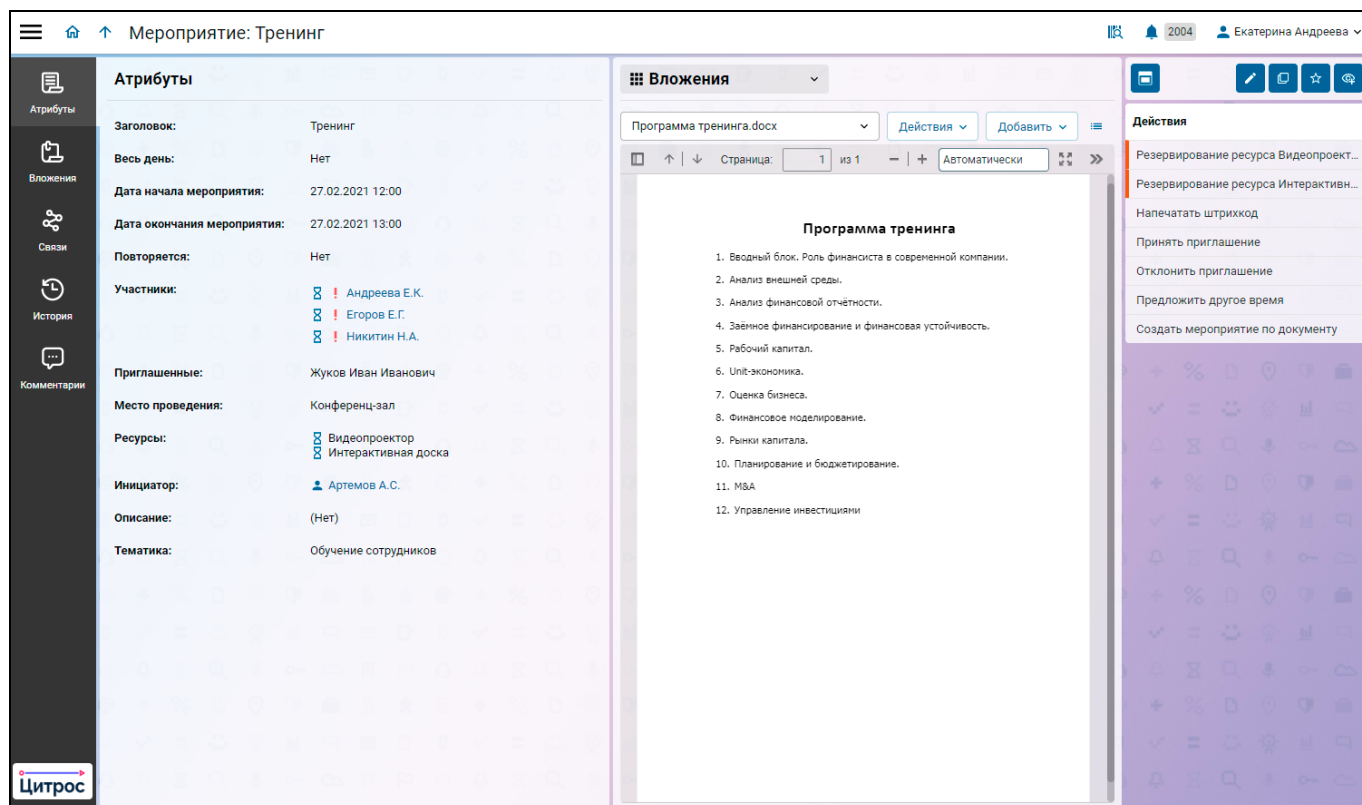 Мероприятие: Тренинг
2004
Екатерина Андреева
Атрибуты
Вложения
Связи
История
Комментарии
Цитрос
Атрибуты
Заголовок: Тренинг
Весь день: Нет
Дата начала мероприятия: 27.02.2021 12:00
Дата окончания мероприятия: 27.02.2021 13:00
Повторяется: Нет
Участники: Андреева Е.К.
Егоров Е.Г.
Никитин Н.А.
Приглашенные: Жуков Иван Иванович
Место проведения: Конференц-зал
Ресурсы: Видеопроектор
Интерактивная доска
Инициатор: Артемов А.С.
Описание: (Нет)
Тематика: Обучение сотрудников
Вложения
Программа тренинга.docx
Действия
Добавить
Страница: 1 из 1
Автоматически
Программа тренинга
1. Вводный блок. Роль финансиста в современной компании.
2. Анализ внешней среды.
3. Анализ финансовой отчётности.
4. Заёмное финансирование и финансовая устойчивость.
5. Рабочий капитал.
6. Unit-экономика.
7. Оценка бизнеса.
8. Финансовое моделирование.
9. Рынки капитала.
10. Планирование и бюджетирование.
11. M&A
12. Управление инвестициями
Действия
Резервирование ресурса Видеопроект...
Резервирование ресурса Интерактивн...
Напечатать штрихкод
Принять приглашение
Отклонить приглашение
Предложить другое время
Создать мероприятие по документу